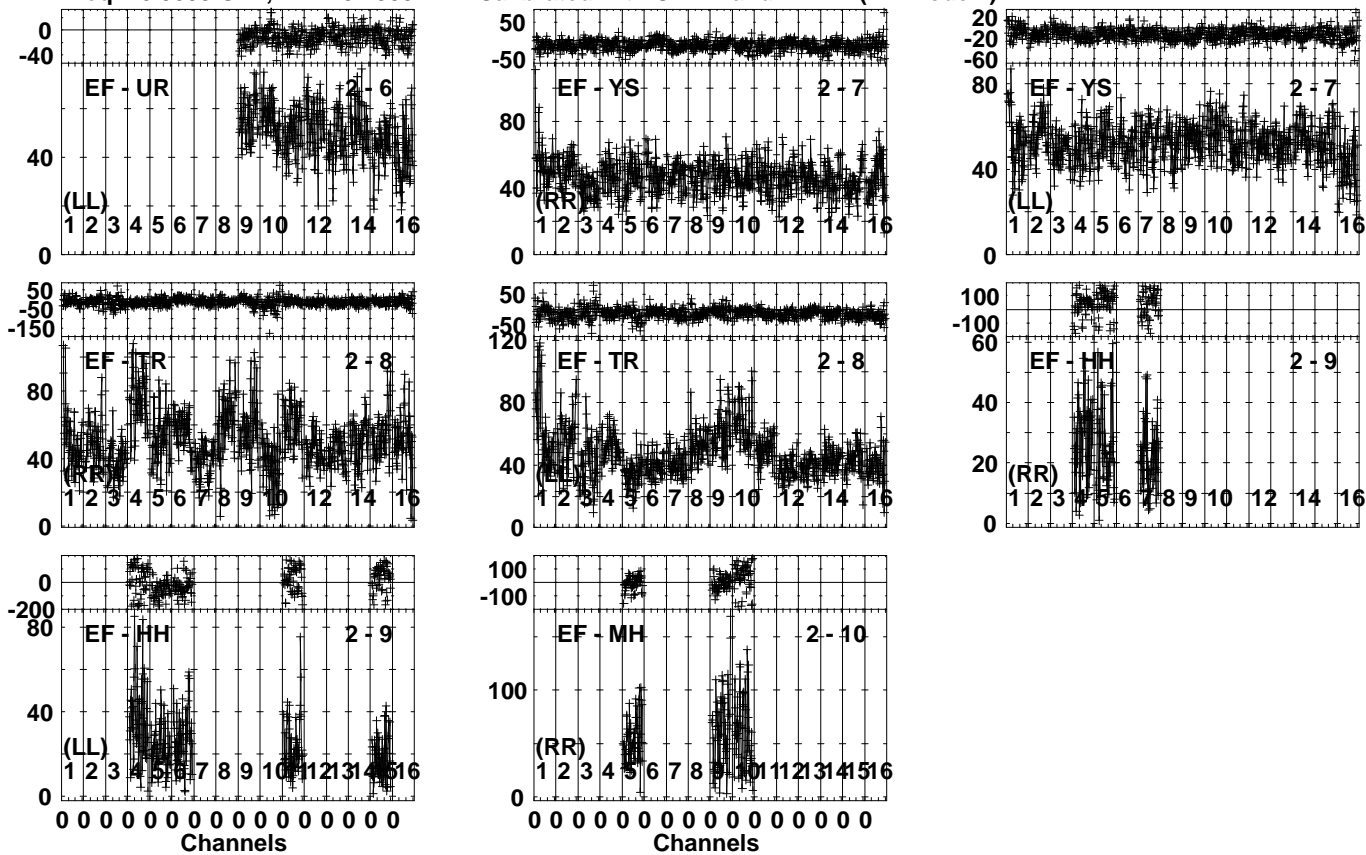 0
-40
EF - UR
2 - 6
40
(LL)
1 2 3 4 5 6 7 8 9 10 12 14 16
0
50
-50
EF - YS
2 - 7
80
40
(RR)
1 2 3 4 5 6 7 8 9 10 12 14 16
0
20
-20
-60
80
EF - YS
2 - 7
40
(LL)
1 2 3 4 5 6 7 8 9 10 12 14 16
0
50
-50
-150
EF - TR
2 - 8
80
40
(RR)
1 2 3 4 5 6 7 8 9 10 12 14 16
0
50
-50
120
EF - TR
2 - 8
80
40
(LL)
1 2 3 4 5 6 7 8 9 10 12 14 16
0
100
-100
60
EF - HH
2 - 9
40
20
(RR)
1 2 3 4 5 6 7 8 9 10 12 14 16
0
0
-200
80
EF - HH
2 - 9
40
(LL)
1 2 3 4 5 6 7 8 9 10 11 12 13 14 15 16
0
0 0 0 0 0 0 0 0 0 0 0 0 0 0 0 0
Channels
100
-100
EF - MH
2 - 10
100
(RR)
1 2 3 4 5 6 7 8 9 10 11 12 13 14 15 16
0
0 0 0 0 0 0 0 0 0 0 0 0 0 0 0 0
Channels